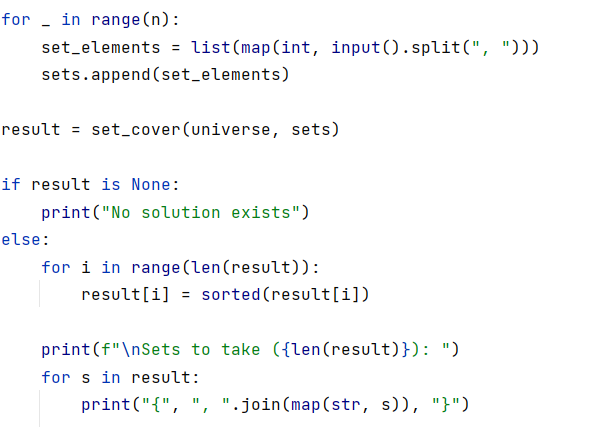 for _ in range(n):
    set_elements = list(map(int, input().split(", ")))
    sets.append(set_elements)

result = set_cover(universe, sets)

if result is None:
    print("No solution exists")
else:
    for i in range(len(result)):
        result[i] = sorted(result[i])

    print(f"\nSets to take ({len(result)}): ")
    for s in result:
        print("{", ", ".join(map(str, s)), "}")